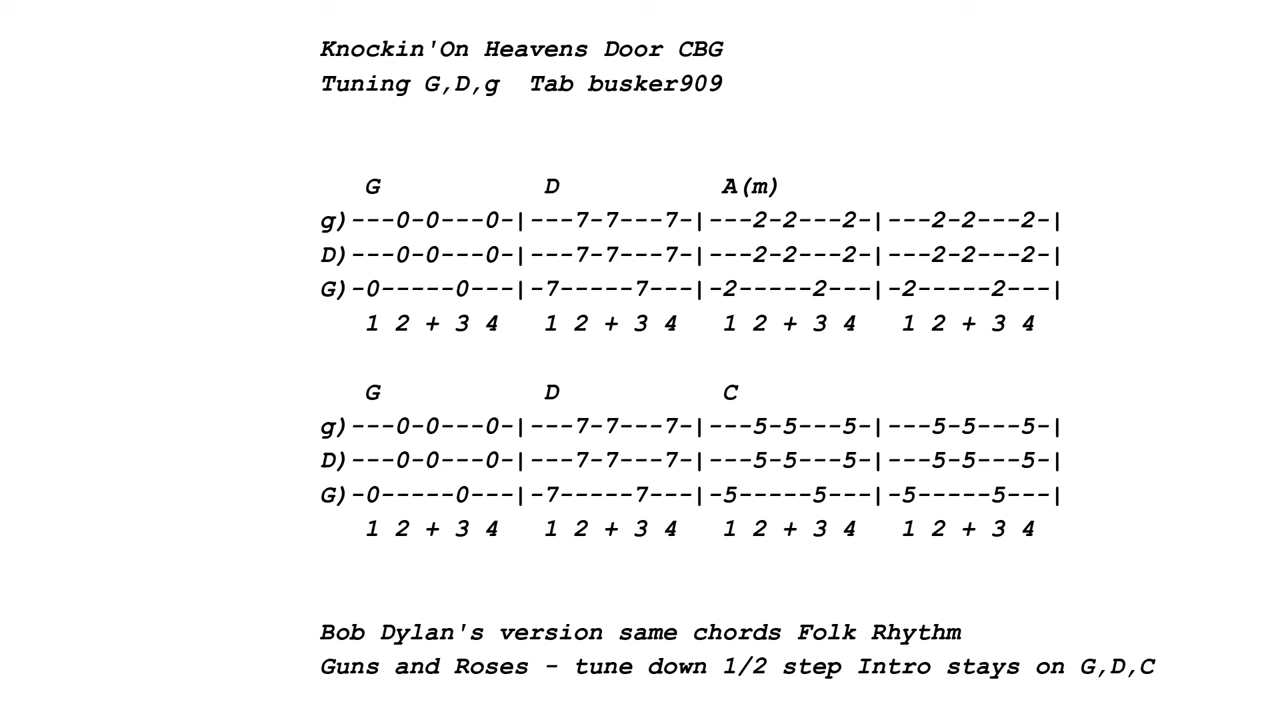 Knockin'On Heavens Door CBG
Tuning G,D,g  Tab busker909
   G           D           A(m)
g)---0-0---0-|---7-7---7-|---2-2---2-|---2-2---2-|
D)---0-0---0-|---7-7---7-|---2-2---2-|---2-2---2-|
G)-0-----0---|-7-----7---|-2-----2---|-2-----2---|
   1 2 + 3 4   1 2 + 3 4   1 2 + 3 4   1 2 + 3 4
   G           D           C
g)---0-0---0-|---7-7---7-|---5-5---5-|---5-5---5-|
D)---0-0---0-|---7-7---7-|---5-5---5-|---5-5---5-|
G)-0-----0---|-7-----7---|-5-----5---|-5-----5---|
   1 2 + 3 4   1 2 + 3 4   1 2 + 3 4   1 2 + 3 4
Bob Dylan's version same chords Folk Rhythm
Guns and Roses - tune down 1/2 step Intro stays on G,D,C